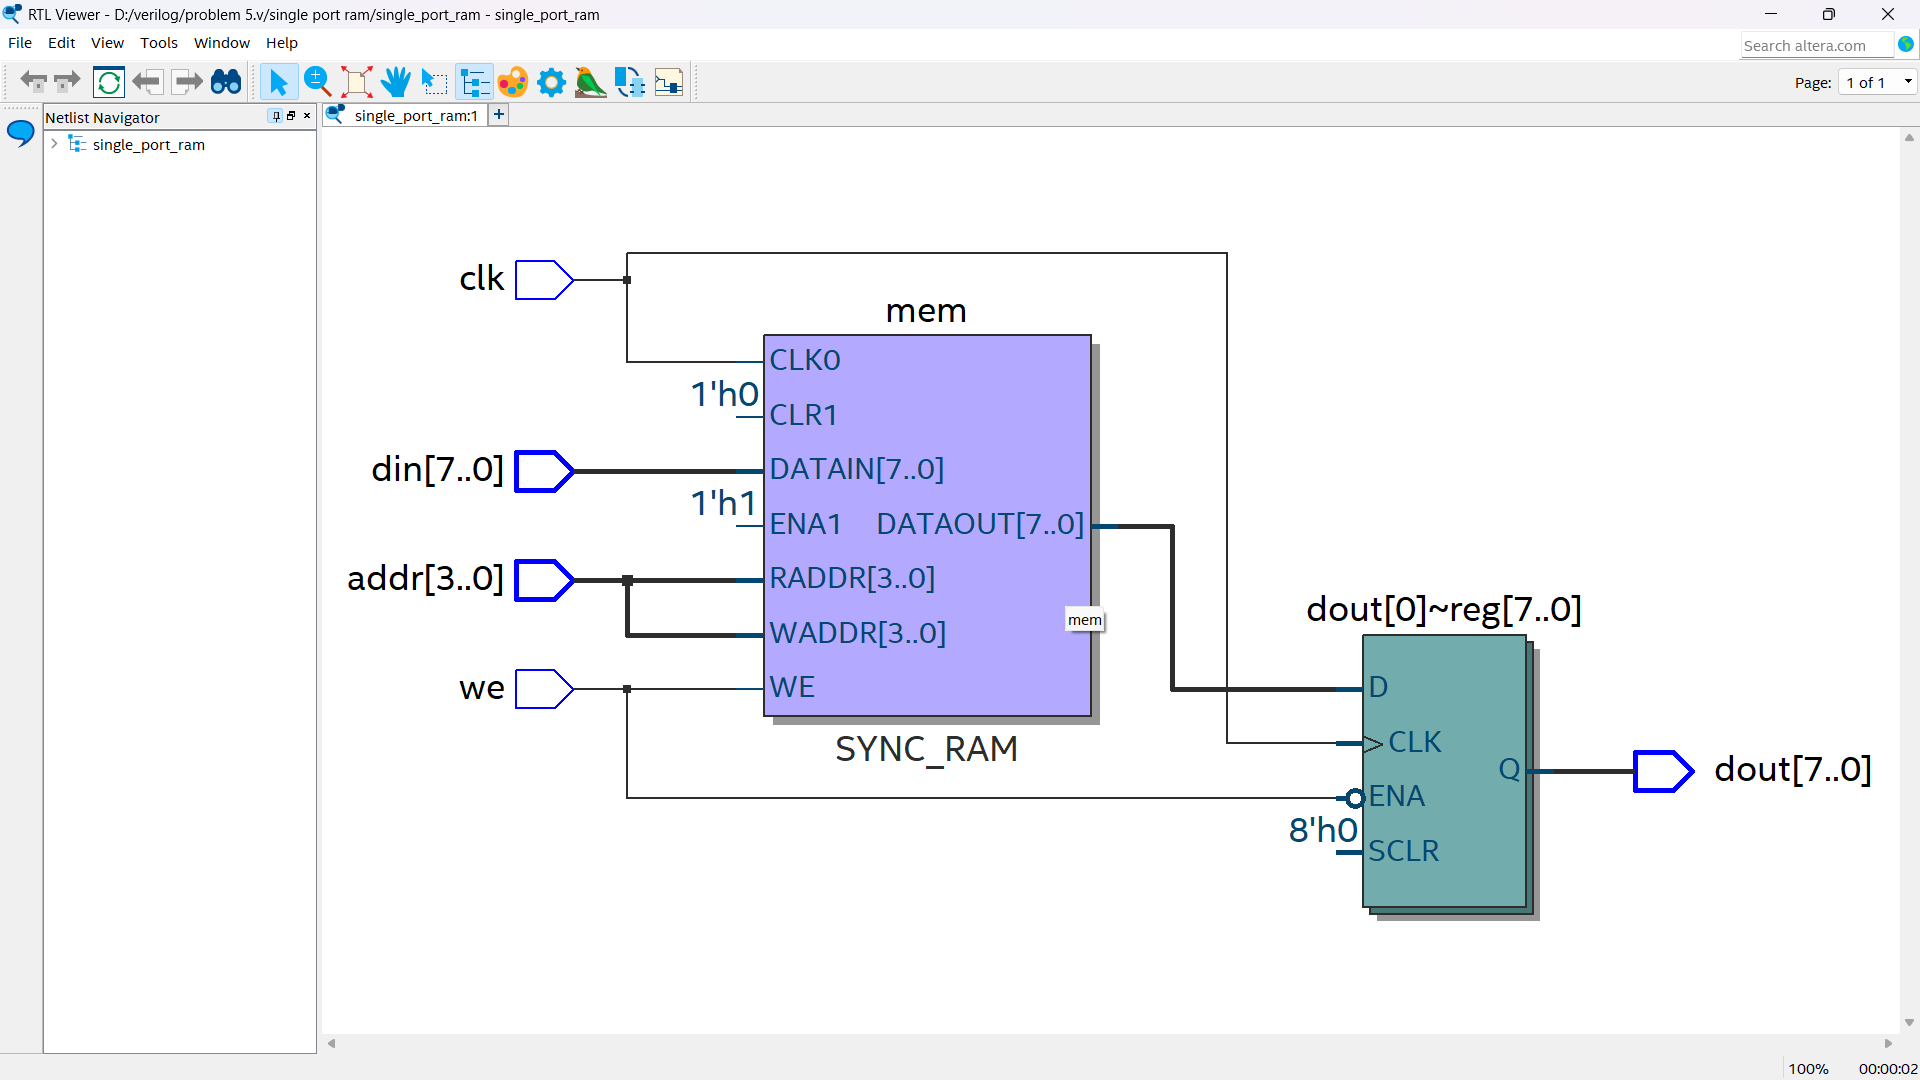 RTL Viewer - D:/verilog/problem 5.v/single port ram/single_port_ram - single_port_ram
File Edit View Tools Window Help
Search altera.com
Page: 1 of 1
Netlist Navigator
single_port_ram:1
single_port_ram
clk
mem
CLK0
1'h0
CLR1
din[7..0]
DATAIN[7..0]
1'h1
ENA1 DATAOUT[7..0]
addr[3..0]
RADDR[3..0]
mem
dout[0]~reg[7..0]
WADDR[3..0]
we
WE
D
SYNC_RAM
CLK
Q
dout[7..0]
ENA
8'h0
SCLR
100% 00:00:02